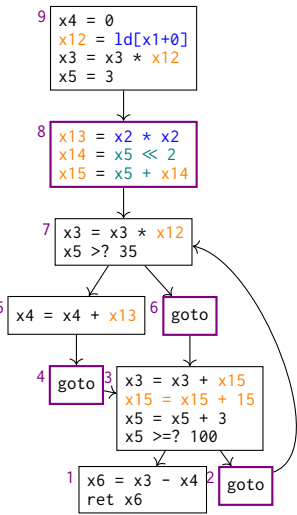 9
x4 = 0
x12 = ld[x1+0]
x3 = x3 * x12
x5 = 3
8
x13 = x2 * x2
x14 = x5 ≪ 2
x15 = x5 + x14
7
x3 = x3 * x12
x5 >? 35
5
x4 = x4 + x13
6
goto
4
goto
3
x3 = x3 + x15
x15 = x15 + 15
x5 = x5 + 3
x5 >=? 100
1
x6 = x3 - x4
ret x6
2
goto